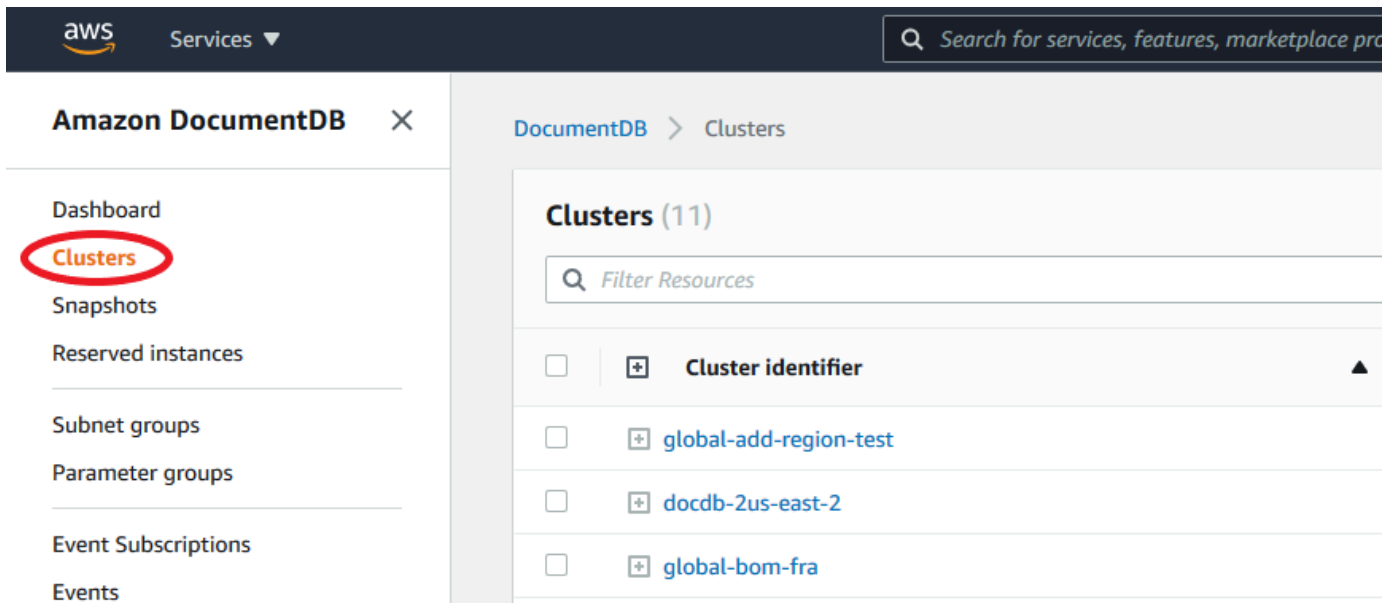 aws Services ▼ Search for services, features, marketplace
Amazon DocumentDB
Dashboard
Clusters
Snapshots
Reserved instances
Subnet groups
Parameter groups
Event Subscriptions
Events
DocumentDB > Clusters
Clusters (11)
Filter Resources
Cluster identifier
global-add-region-test
docdb-2us-east-2
global-bom-fra